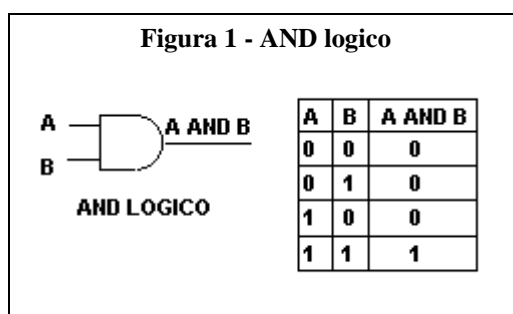 Figura 1 - AND logico
A
A AND B
B
AND LOGICO
A B A AND B
0 0 0
0 1 0
1 0 0
1 1 1